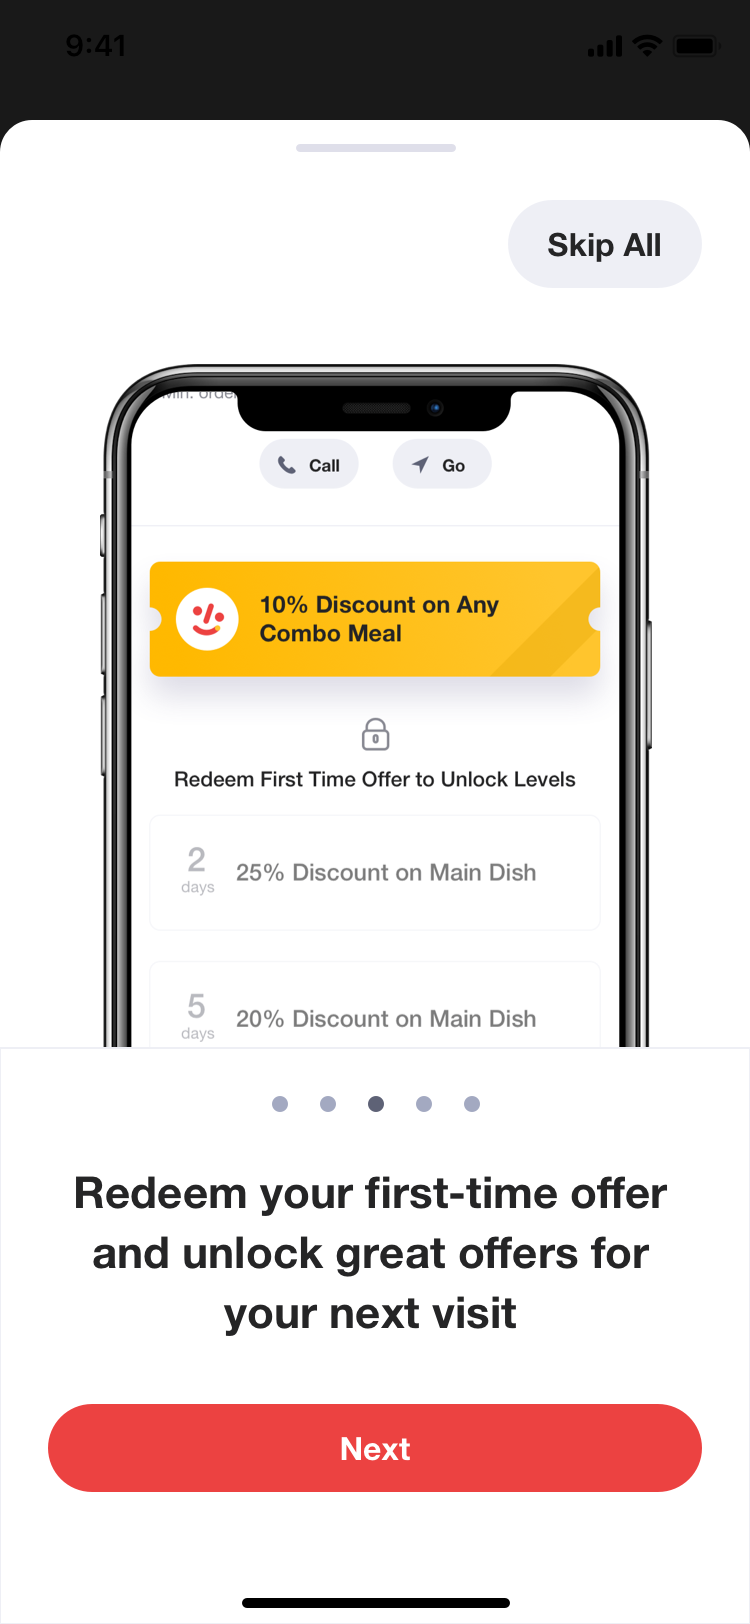 9:41
Skip All
Min. order
Call
Go
10% Discount on Any
Combo Meal
Redeem First Time Offer to Unlock Levels
2
days
25% Discount on Main Dish
5
days
20% Discount on Main Dish
Redeem your first-time offer
and unlock great offers for
your next visit
Next